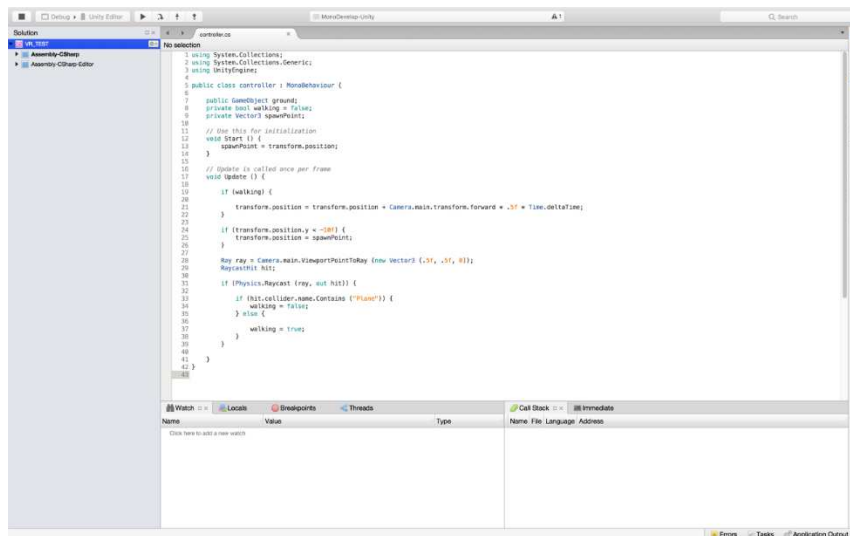 Debug › Unity Editor
MonoDevelop-Unity
1
Search
Solution
controller.cs
VR_TEST
No selection
Assembly-CSharp
Assembly-CSharp-Editor
1 using System.Collections;
2 using System.Collections.Generic;
3 using UnityEngine;
4
5 public class controller : MonoBehaviour {
6
7 public GameObject ground;
8 private bool walking = false;
9 private Vector3 spawnPoint;
10
11 // Use this for initialization
12 void Start () {
13 spawnPoint = transform.position;
14 }
15
16 // Update is called once per frame
17 void Update () {
18
19 if (walking) {
20
21 transform.position = transform.position + Camera.main.transform.forward * .5f * Time.deltaTime;
22 }
23
24 if (transform.position.y < -10f) {
25 transform.position = spawnPoint;
26 }
27
28 Ray ray = Camera.main.ViewportPointToRay (new Vector3 (.5f, .5f, 0));
29 RaycastHit hit;
30
31 if (Physics.Raycast (ray, out hit)) {
32
33 if (hit.collider.name.Contains ("Plane")) {
34 walking = false;
35 } else {
36
37 walking = true;
38 }
39 }
40
41 }
42 }
43
Watch
Locals
Breakpoints
Threads
Call Stack
Immediate
Name Value Type
Name File Language Address
Click here to add a new watch
Errors Tasks Application Output